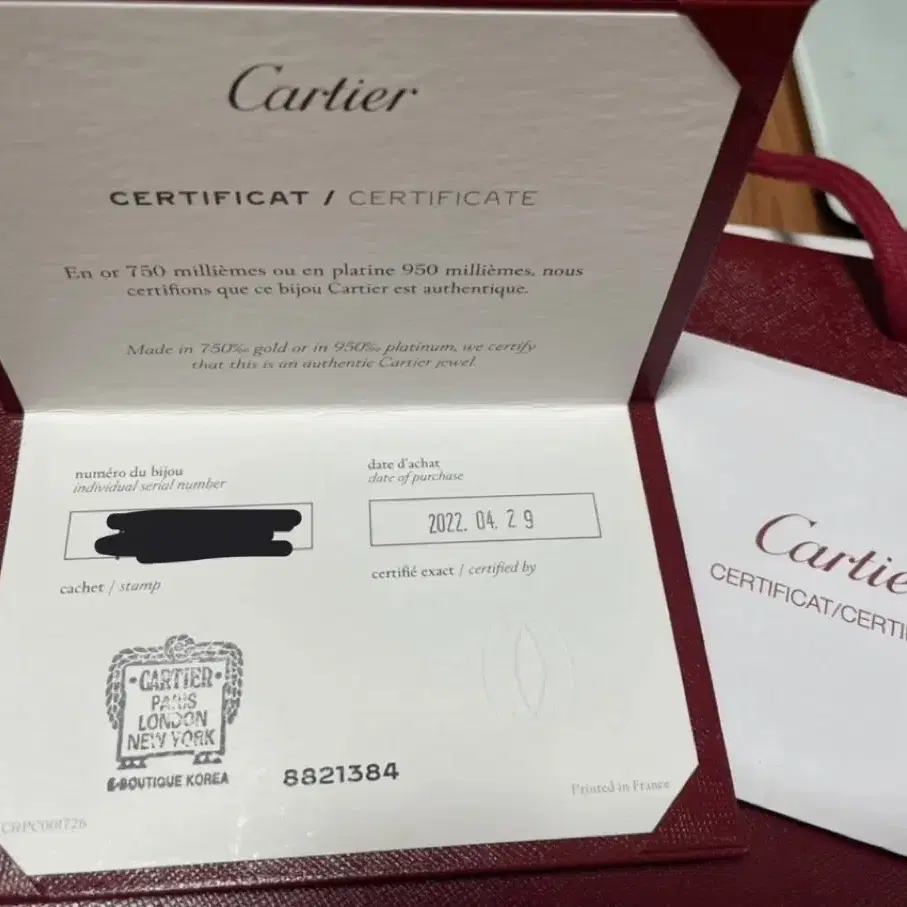 Cartier
CERTIFICAT / CERTIFICATE
En or 750 millièmes ou en platine 950 millièmes, nous
certifions que ce bijou Cartier est authentique.
Made in 750‰ gold or in 950‰ platinum, we certify
that this is an authentic Cartier jewel.
numéro du bijou
individual serial number
date d'achat
date of purchase
2022. 04. 29
cachet / stamp
certifié exact / certified by
CARTIER
PARIS
LONDON
NEW YORK
E-BOUTIQUE KOREA
8821384
Printed in France
CRPC001726
Cartie
CERTIFICAT/CERTI